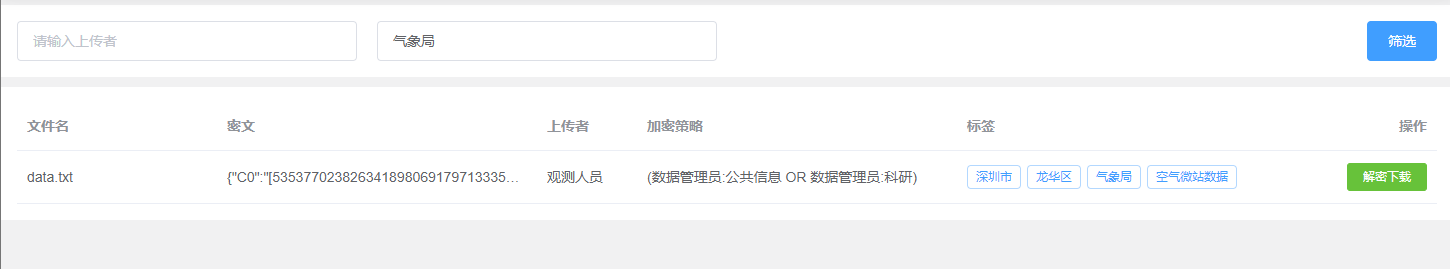 请输入上传者 气象局 筛选
文件名 密文 上传者 加密策略 标签 操作
data.txt {"C0":"[535377023826341898069179713335… 观测人员 (数据管理员:公共信息 OR 数据管理员:科研) 深圳市 龙华区 气象局 空气微站数据 解密下载